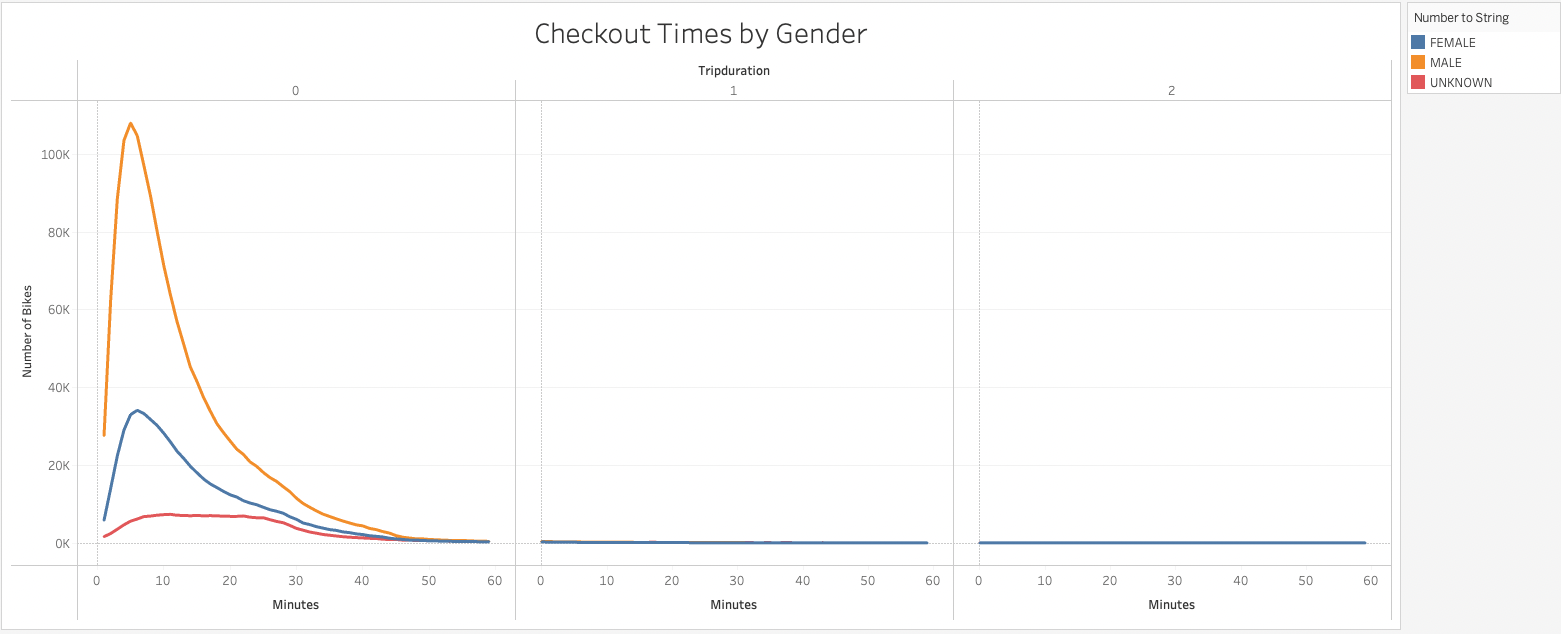 Checkout Times by Gender
Number to String
FEMALE
MALE
UNKNOWN
Tripduration
0 1 2
Number of Bikes
100K
80K
60K
40K
20K
0K
0 10 20 30 40 50 60 0 10 20 30 40 50 60 0 10 20 30 40 50 60
Minutes Minutes Minutes